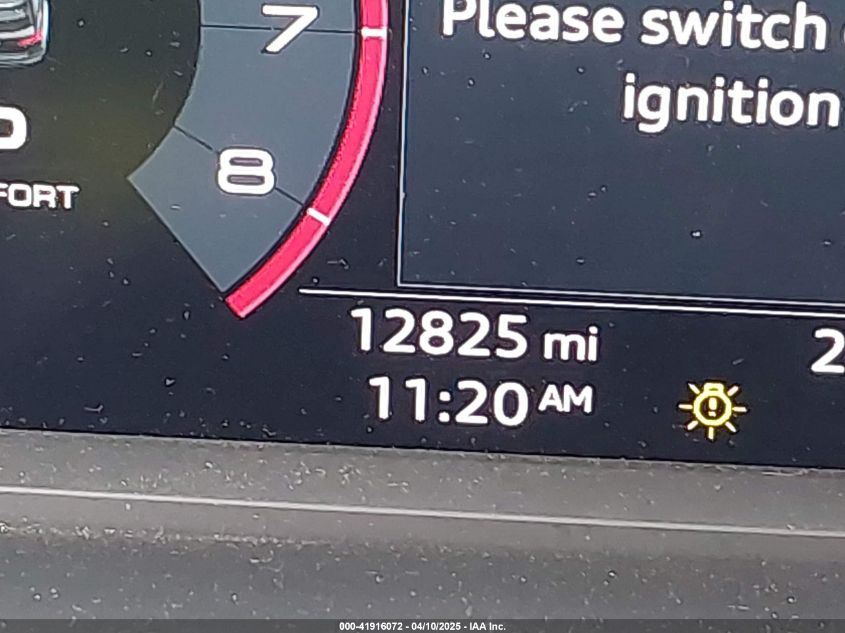 7
Please switch
ignition
8
FORT
12825 mi
2
11:20 AM
000-41916072 - 04/10/2025 - IAA Inc.